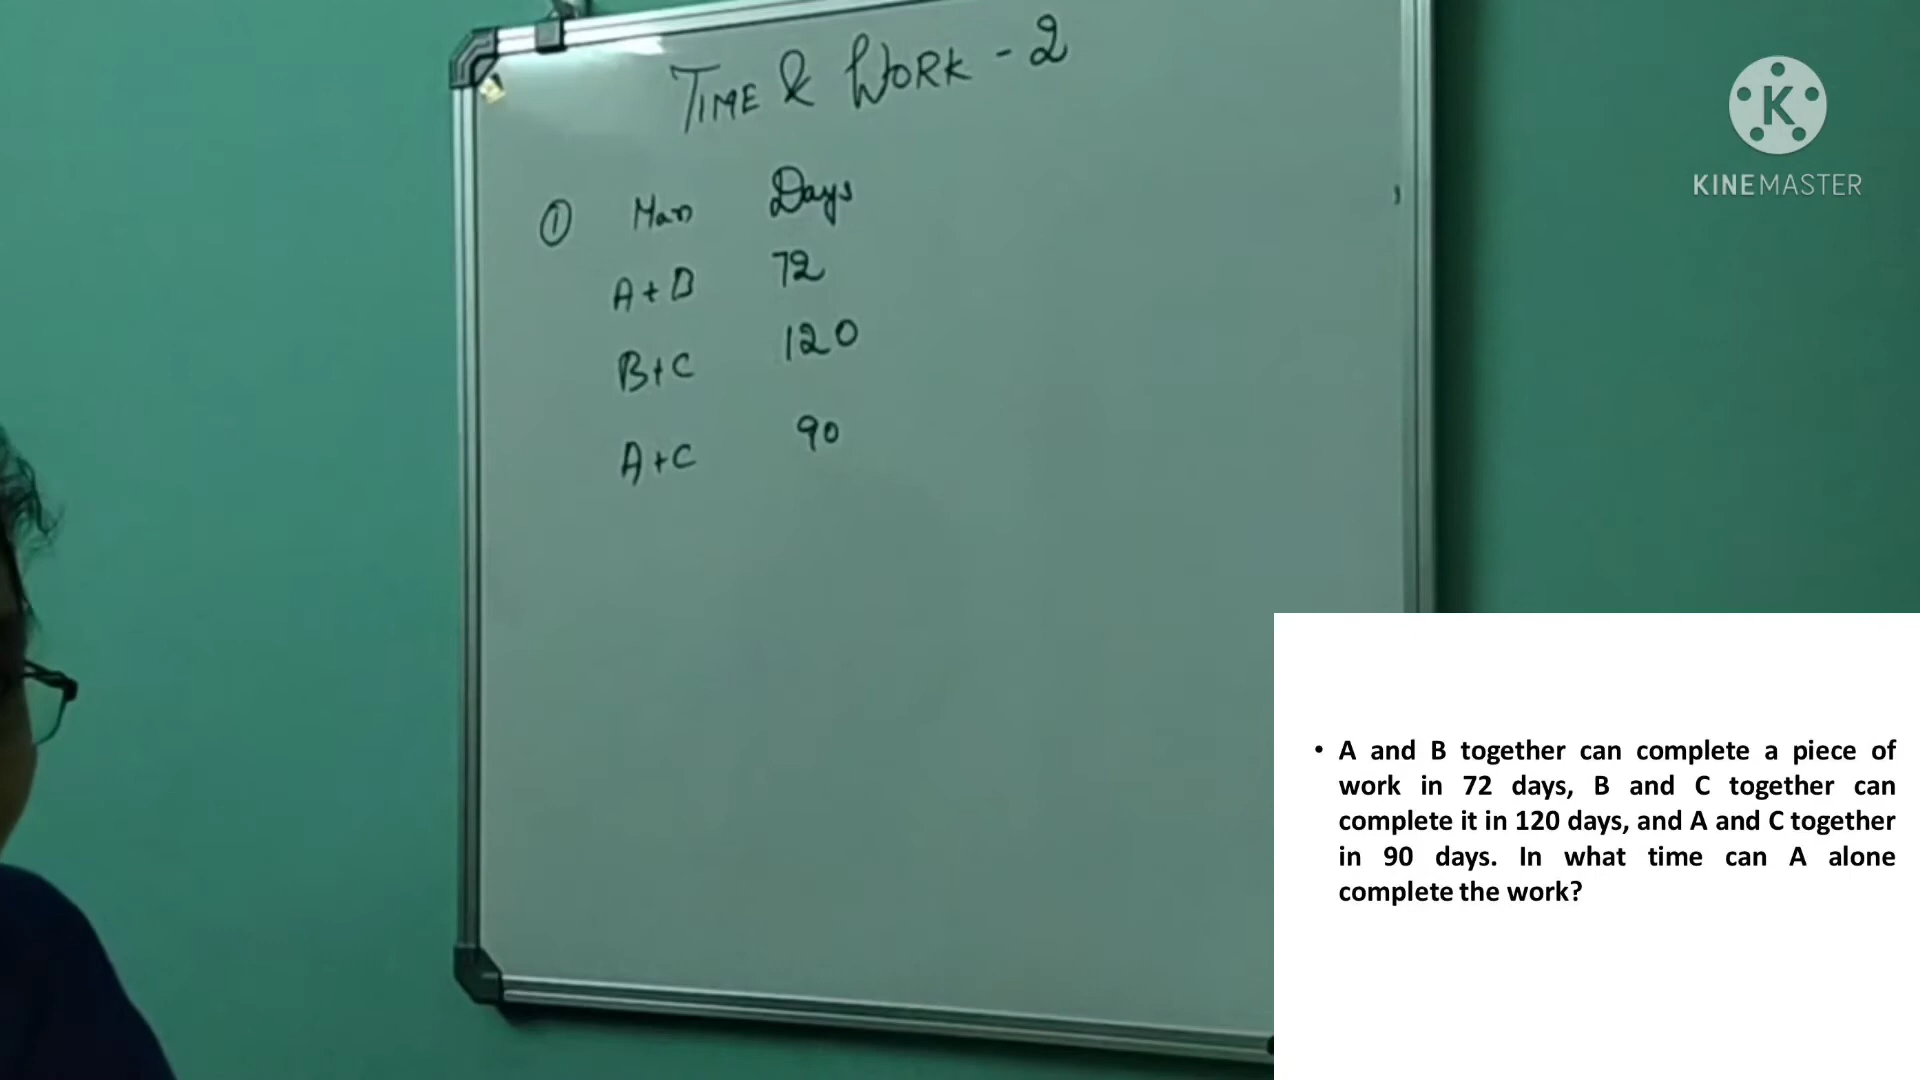 TIME & WORK - 2
① Man Days
A + B 72
B + C 120
A + C 90
K
KINEMASTER
• A and B together can complete a piece of
work in 72 days, B and C together can
complete it in 120 days, and A and C together
in 90 days. In what time can A alone
complete the work?